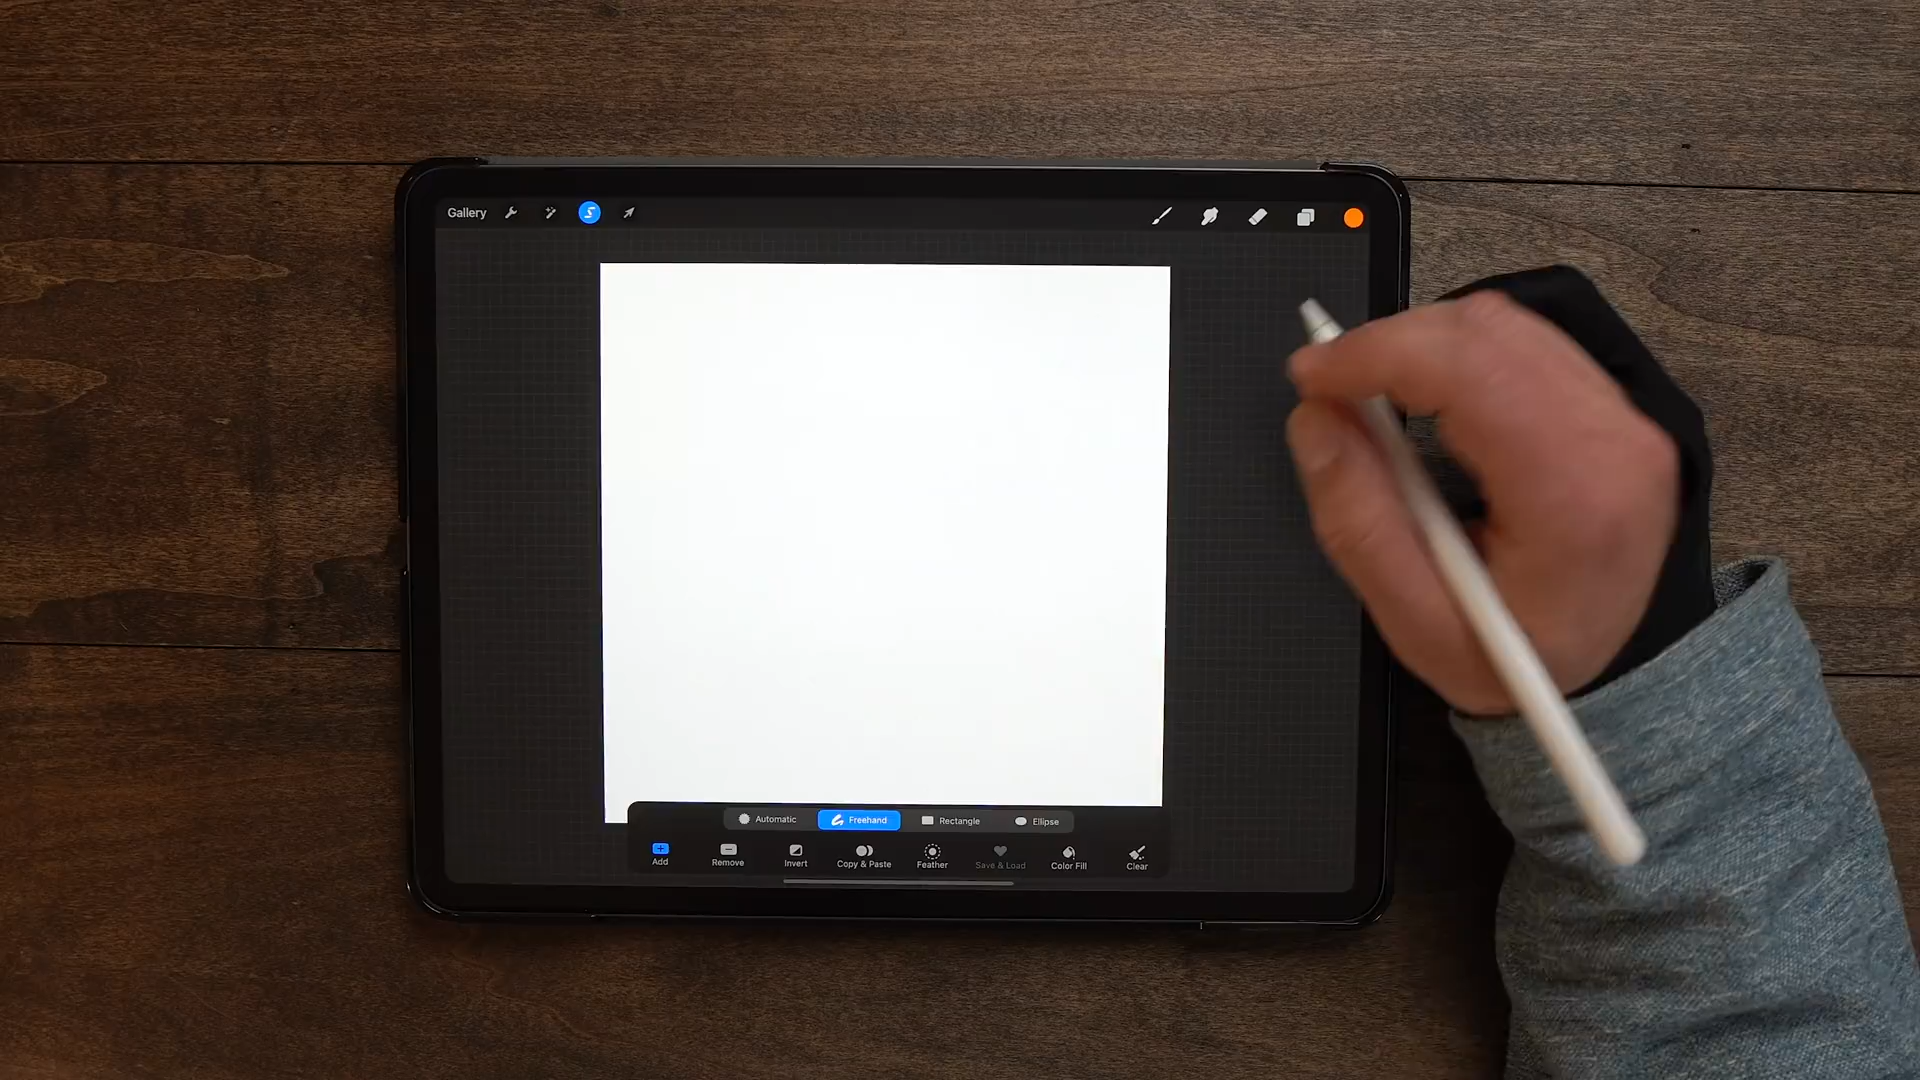 Gallery
Automatic Freehand Rectangle Ellipse
Add Remove Invert Copy & Paste Feather Save & Load Color Fill Clear